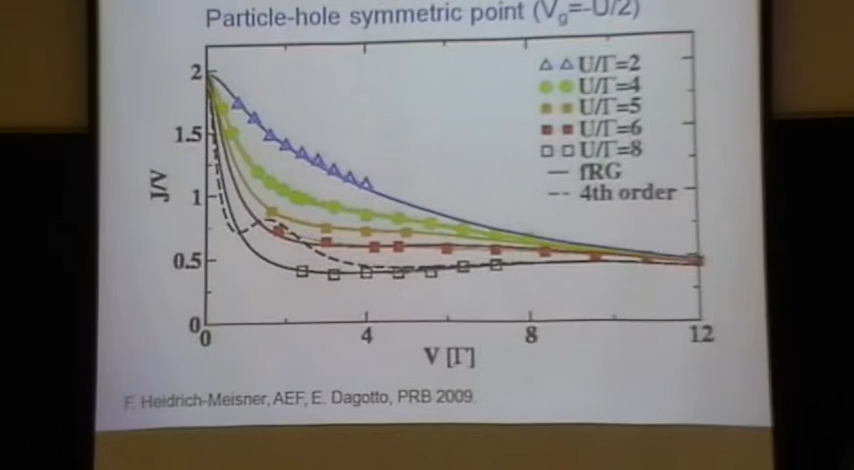 Particle-hole symmetric point (Vg=-U/2)
2
1.5
1
0.5
0
J/V
U/Γ=2
U/Γ=4
U/Γ=5
U/Γ=6
U/Γ=8
fRG
4th order
0
4
8
12
V [Γ]
F. Heidrich-Meisner, AEF, E. Dagotto, PRB 2009.